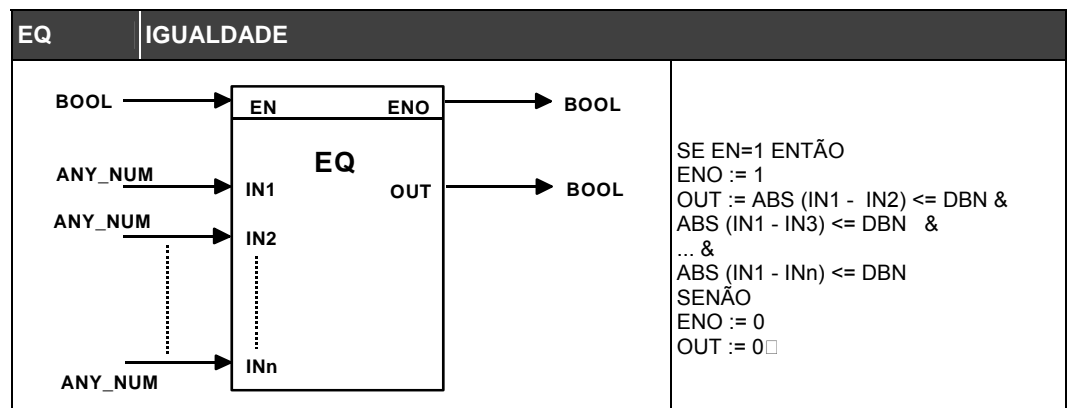 EQ IGUALDADE
BOOL EN ENO BOOL
EQ
ANY_NUM IN1 OUT BOOL
ANY_NUM IN2
ANY_NUM INn
SE EN=1 ENTÃO
ENO := 1
OUT := ABS (IN1 - IN2) <= DBN &
ABS (IN1 - IN3) <= DBN &
... &
ABS (IN1 - INn) <= DBN
SENÃO
ENO := 0
OUT := 0□